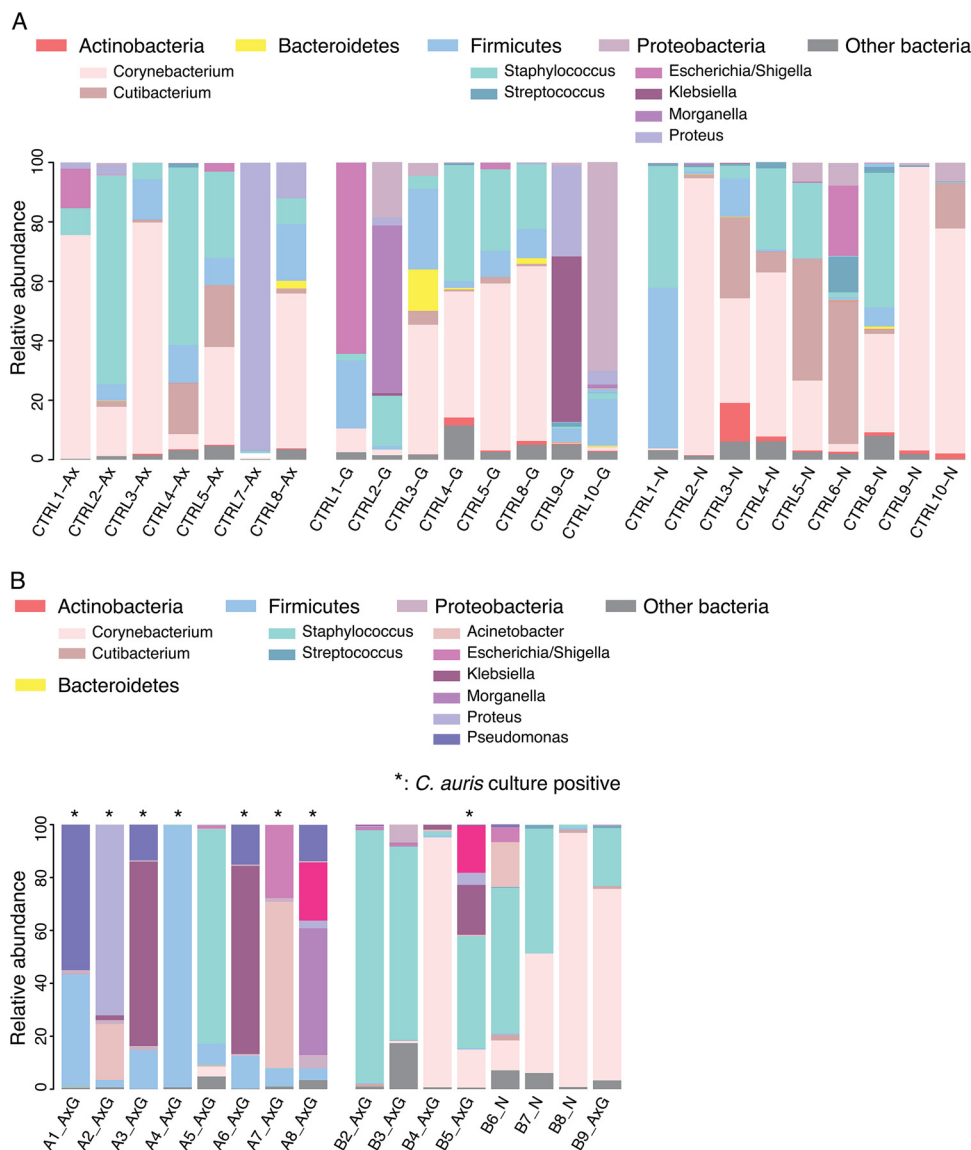 A
Actinobacteria Bacteroidetes Firmicutes Proteobacteria Other bacteria
Corynebacterium Staphylococcus Escherichia/Shigella
Cutibacterium Streptococcus Klebsiella
Morganella
Proteus
Relative abundance
100
80
60
40
20
0
CTRL1-Ax CTRL2-Ax CTRL3-Ax CTRL4-Ax CTRL5-Ax CTRL7-Ax CTRL8-Ax CTRL1-G CTRL2-G CTRL3-G CTRL4-G CTRL5-G CTRL8-G CTRL9-G CTRL10-G CTRL1-N CTRL2-N CTRL3-N CTRL4-N CTRL5-N CTRL6-N CTRL8-N CTRL9-N CTRL10-N
B
Actinobacteria Firmicutes Proteobacteria Other bacteria
Corynebacterium Staphylococcus Acinetobacter
Cutibacterium Streptococcus Escherichia/Shigella
Klebsiella
Bacteroidetes
Morganella
Proteus
Pseudomonas
*: C. auris culture positive
* * * * * * * *
Relative abundance
100
80
60
40
20
0
A1_AxG A2_AxG A3_AxG A4_AxG A5_AxG A6_AxG A7_AxG A8_AxG B2_AxG B3_AxG B4_AxG B5_AxG B6_N B7_N B8_N B9_AxG